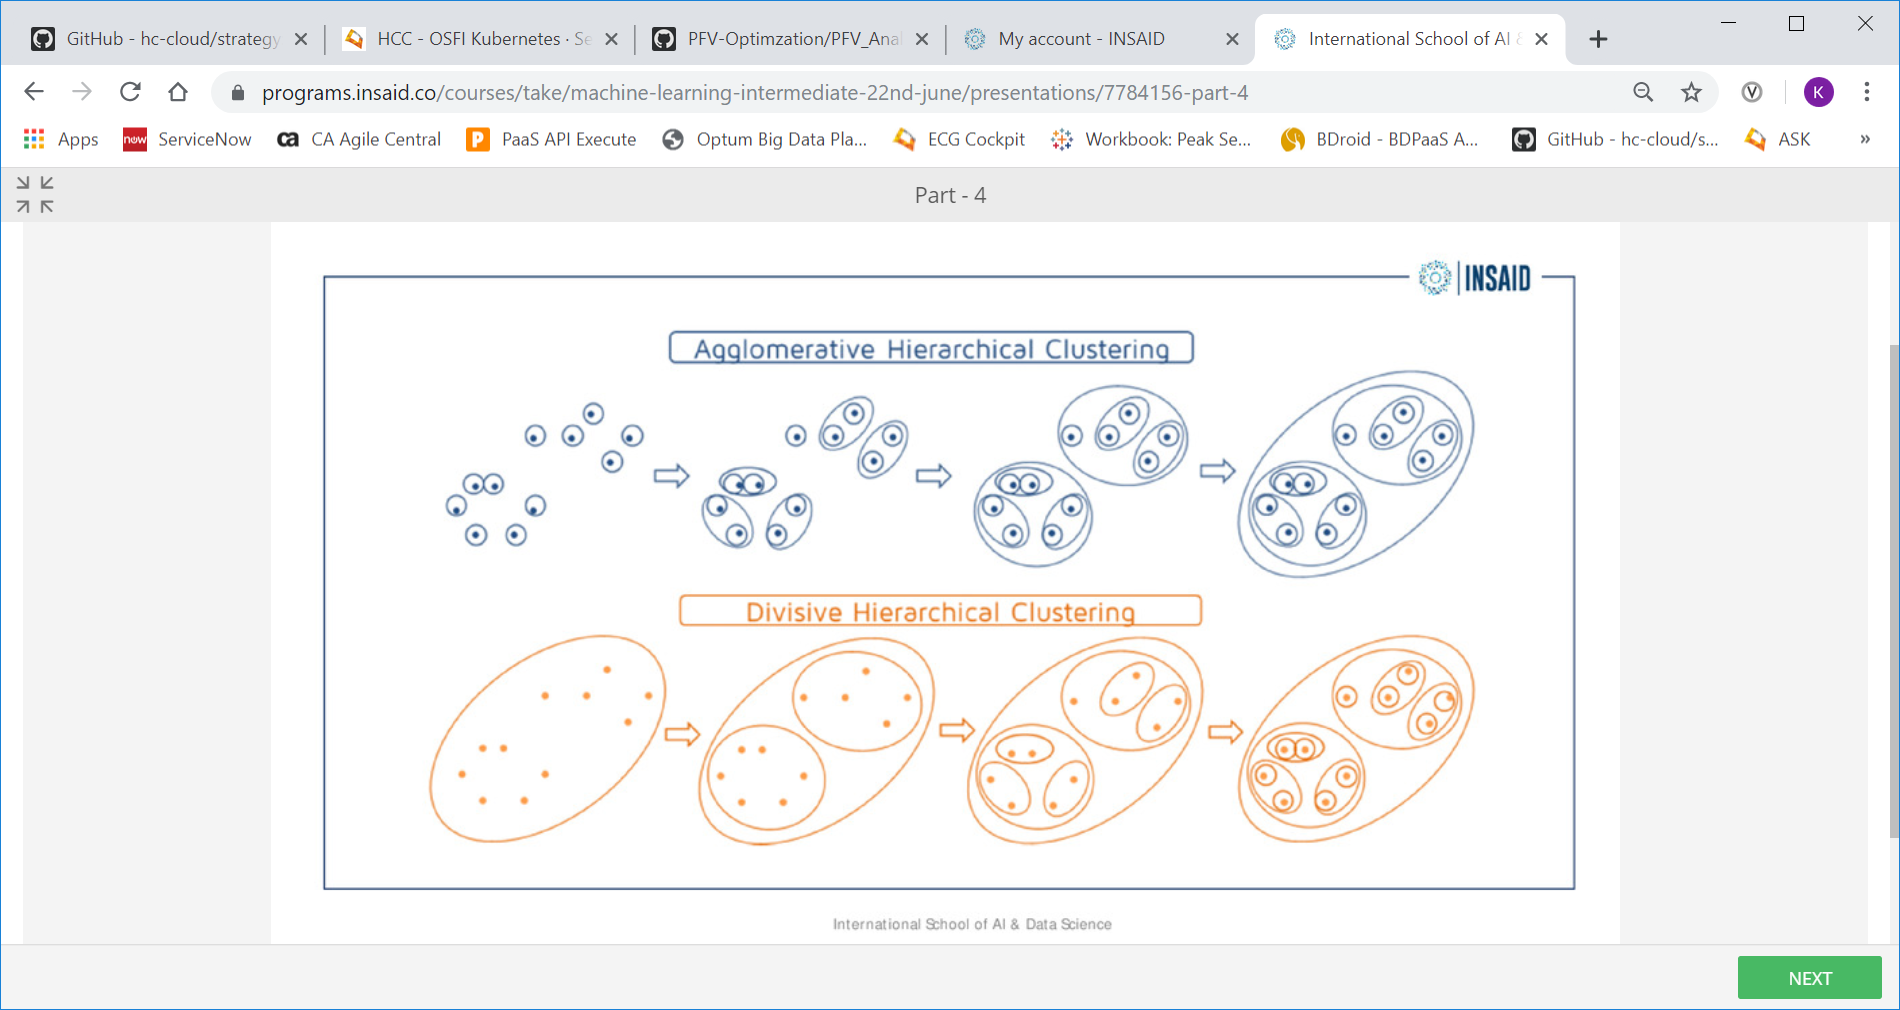 GitHub - hc-cloud/strategy
HCC - OSFI Kubernetes · Se
PFV-Optimzation/PFV_Anal
My account - INSAID
International School of AI &
programs.insaid.co/courses/take/machine-learning-intermediate-22nd-june/presentations/7784156-part-4
V
K
Apps
now
ServiceNow
ca
CA Agile Central
P
PaaS API Execute
Optum Big Data Pla...
ECG Cockpit
Workbook: Peak Se...
BDroid - BDPaaS A...
GitHub - hc-cloud/s...
ASK
»
Part - 4
INSAID
Agglomerative Hierarchical Clustering
Divisive Hierarchical Clustering
International School of AI & Data Science
NEXT